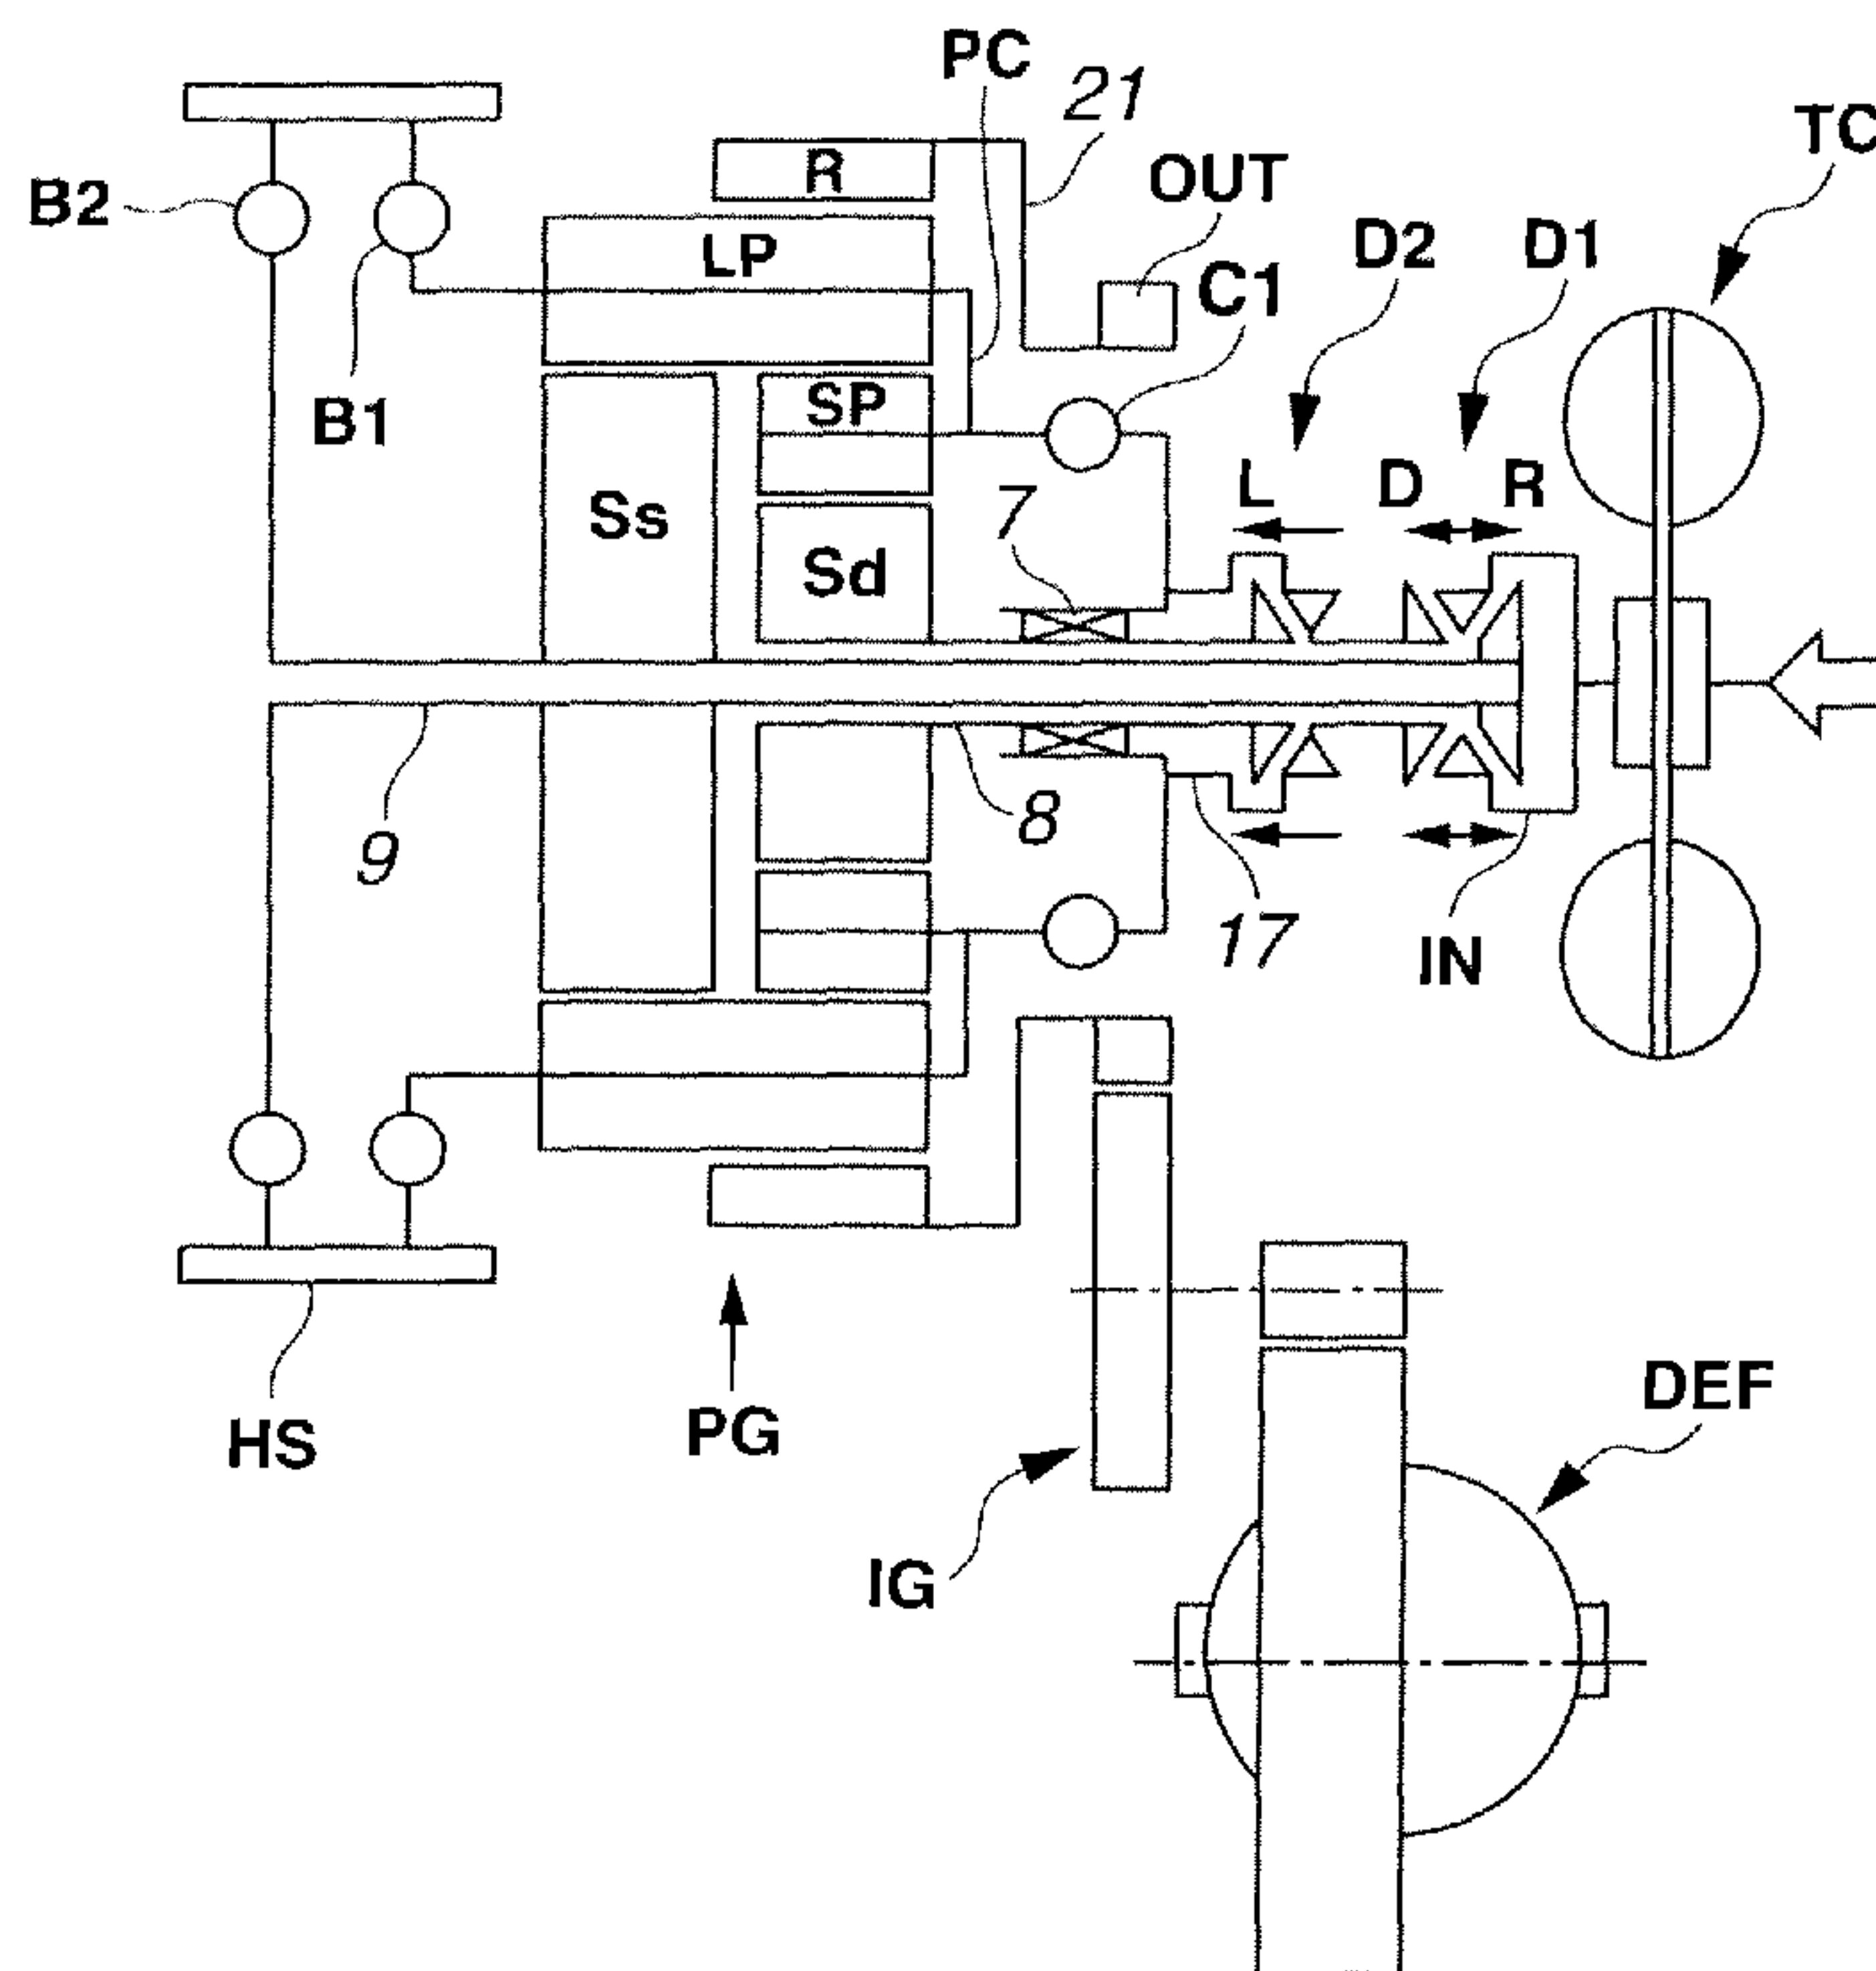 PC
21
TC
R
OUT
B2
LP
D2
D1
C1
SP
B1
L
D
R
Ss
7
Sd
8
9
17
IN
DEF
HS
PG
IG